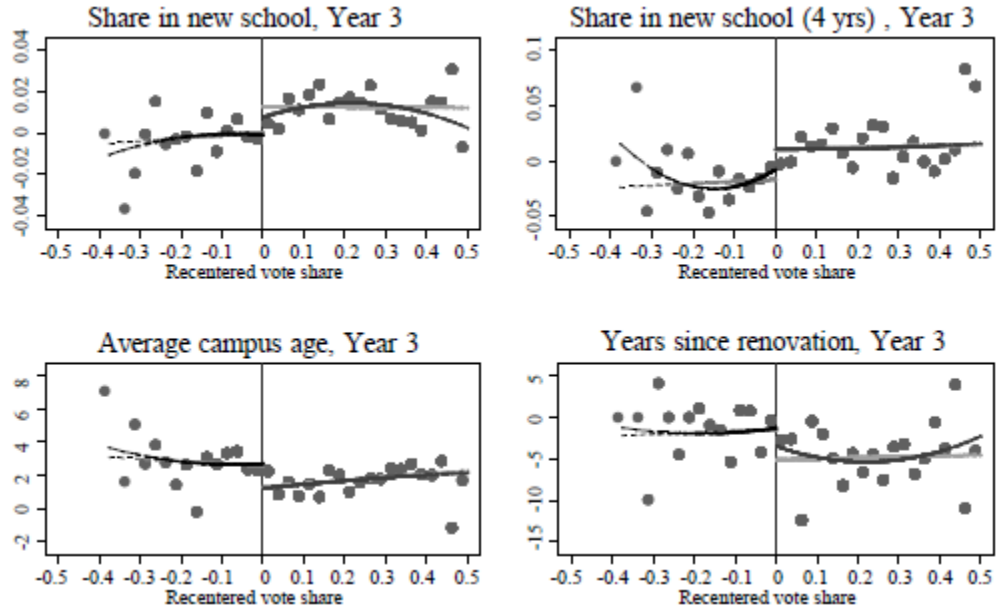 Share in new school, Year 3
0.04
0.02
0
-0.02
-0.04
-0.5 -0.4 -0.3 -0.2 -0.1 0 0.1 0.2 0.3 0.4 0.5
Recentered vote share
Share in new school (4 yrs) , Year 3
0.1
0.05
0
-0.05
-0.5 -0.4 -0.3 -0.2 -0.1 0 0.1 0.2 0.3 0.4 0.5
Recentered vote share
Average campus age, Year 3
8
6
4
2
0
-2
-0.5 -0.4 -0.3 -0.2 -0.1 0 0.1 0.2 0.3 0.4 0.5
Recentered vote share
Years since renovation, Year 3
5
0
-5
-10
-15
-0.5 -0.4 -0.3 -0.2 -0.1 0 0.1 0.2 0.3 0.4 0.5
Recentered vote share